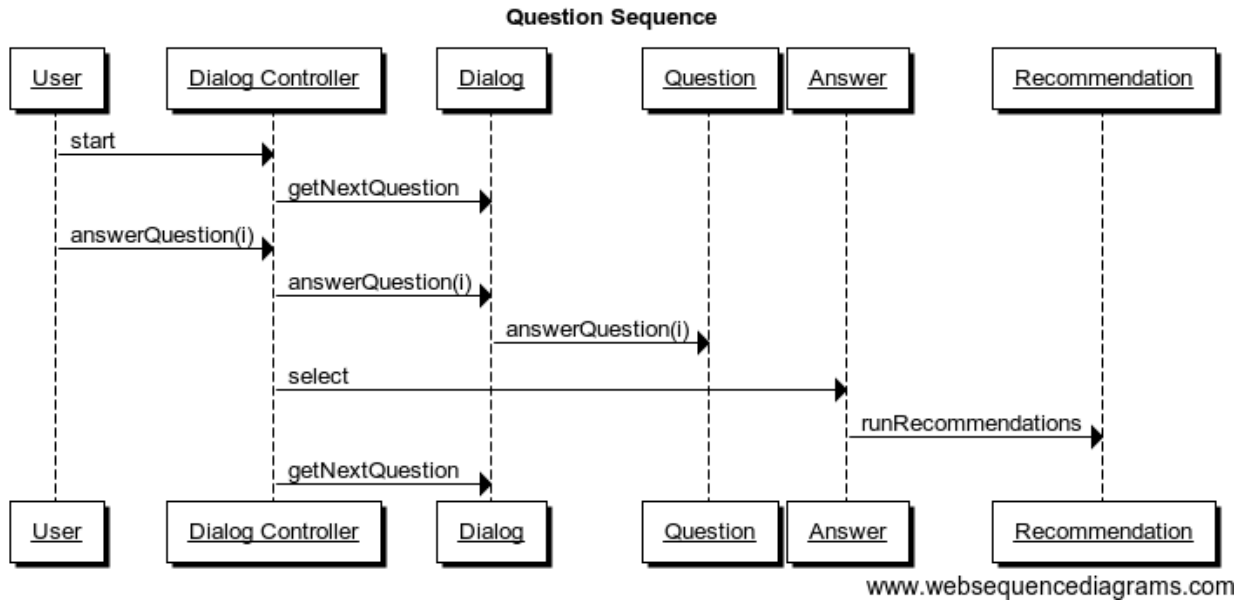 Question Sequence
User
Dialog Controller
Dialog
Question
Answer
Recommendation
start
getNextQuestion
answerQuestion(i)
answerQuestion(i)
answerQuestion(i)
select
runRecommendations
getNextQuestion
User
Dialog Controller
Dialog
Question
Answer
Recommendation
www.websequencediagrams.com